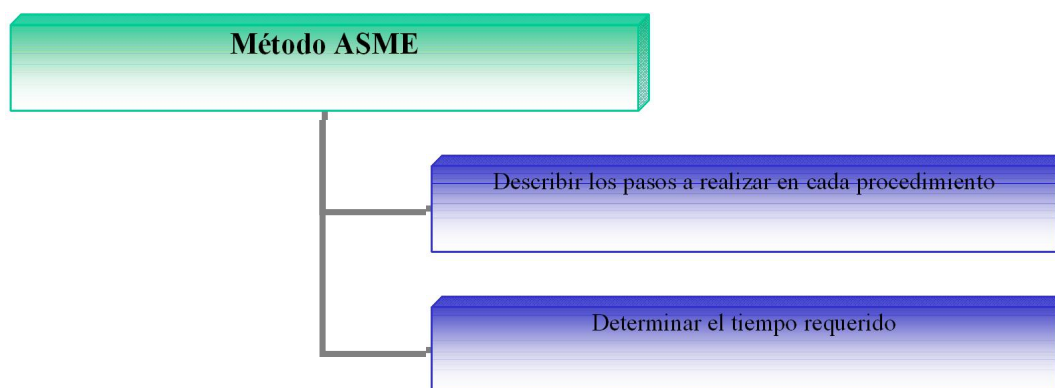 Método ASME
Describir los pasos a realizar en cada procedimiento
Determinar el tiempo requerido